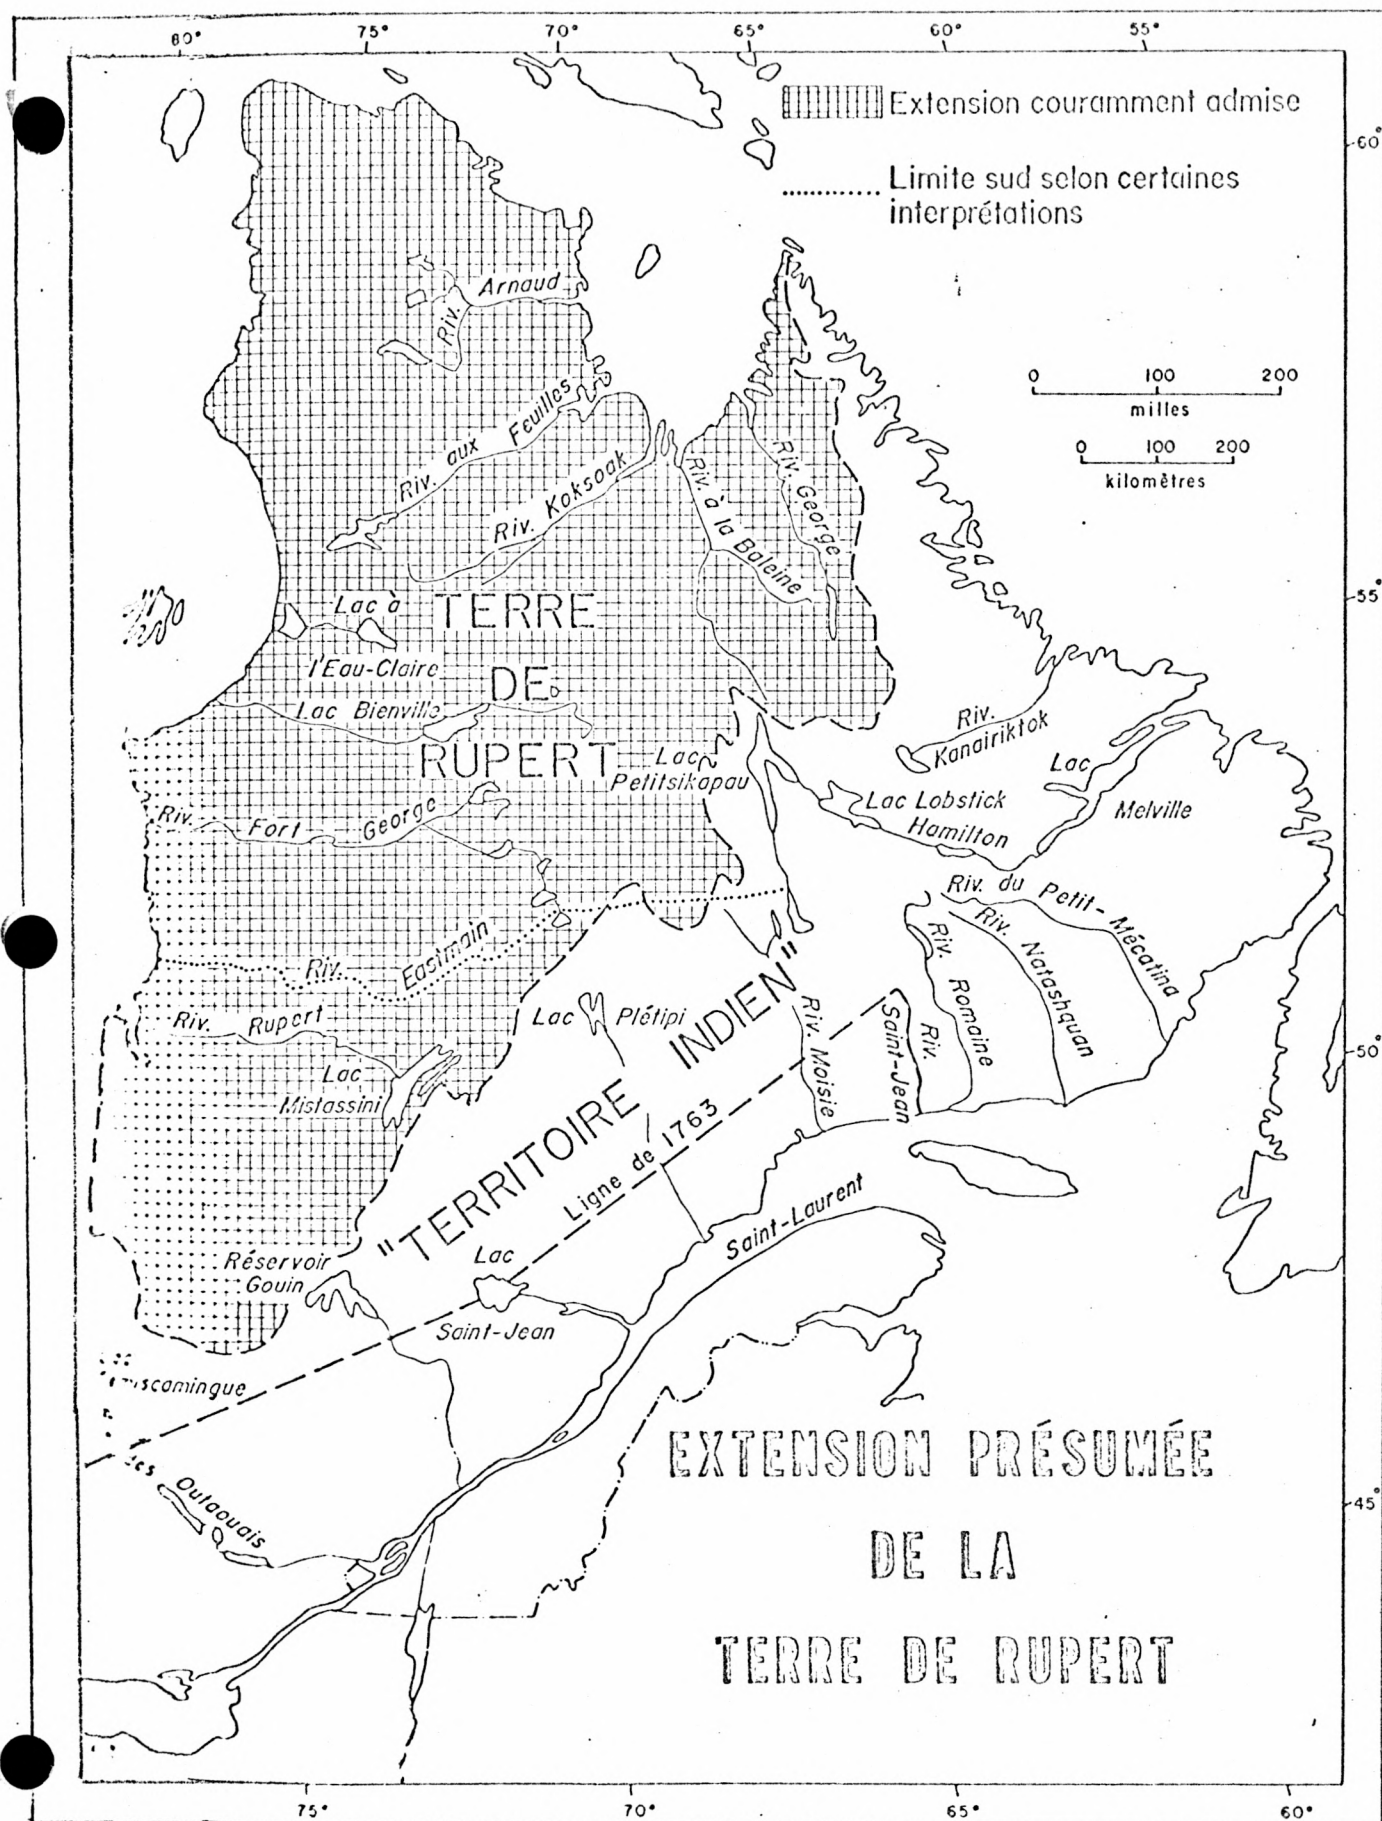 80° 75° 70° 65° 60° 55°
Extension couramment admise
60°
Limite sud selon certaines
interprétations
Riv. Arnaud
0 100 200
milles
0 100 200
kilomètres
Riv. aux Feuilles
Riv. Koksoak
Riv. à la Baleine
Riv. George
55°
Lac à
l'Eau-Claire
TERRE
DE
RUPERT
Lac Bienville
Lac
Petitsikapau
Riv.
Kanairiktok
Lac
Melville
Lac Lobstick
Hamilton
Riv. Fort George
Riv. du Petit-Mécatina
Riv. Natashquan
Riv. Romaine
Riv.
Saint-Jean
Riv. Moisie
Riv. Eastmain
Riv. Rupert
Lac Plétipi
50°
Lac
Mistassini
"TERRITOIRE INDIEN"
Ligne de 1763
Saint-Laurent
Réservoir
Gouin
Lac
Saint-Jean
scamingue
Outaouais
EXTENSION PRÉSUMÉE
DE LA
TERRE DE RUPERT
45°
75° 70° 65° 60°